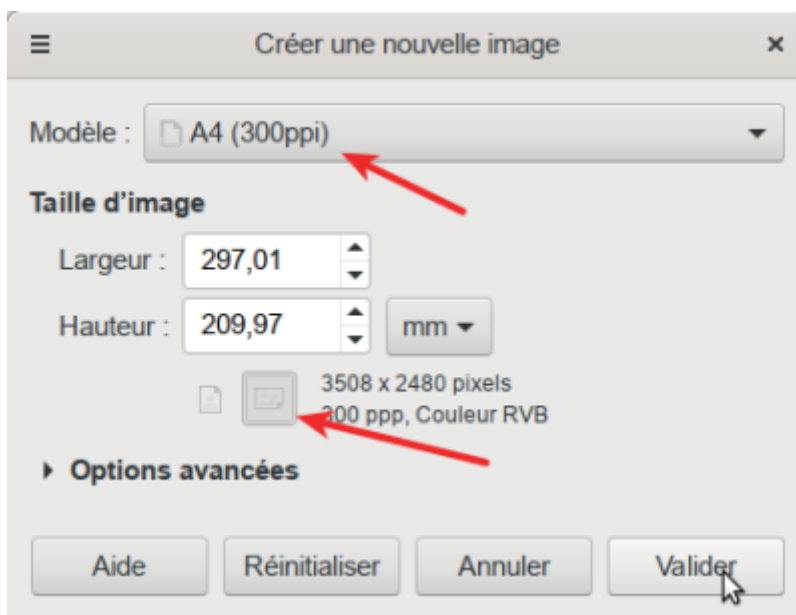 Créer une nouvelle image
Modèle : A4 (300ppi)
Taille d’image
Largeur : 297,01
Hauteur : 209,97 mm
3508 x 2480 pixels
300 ppp, Couleur RVB
Options avancées
Aide Réinitialiser Annuler Valider